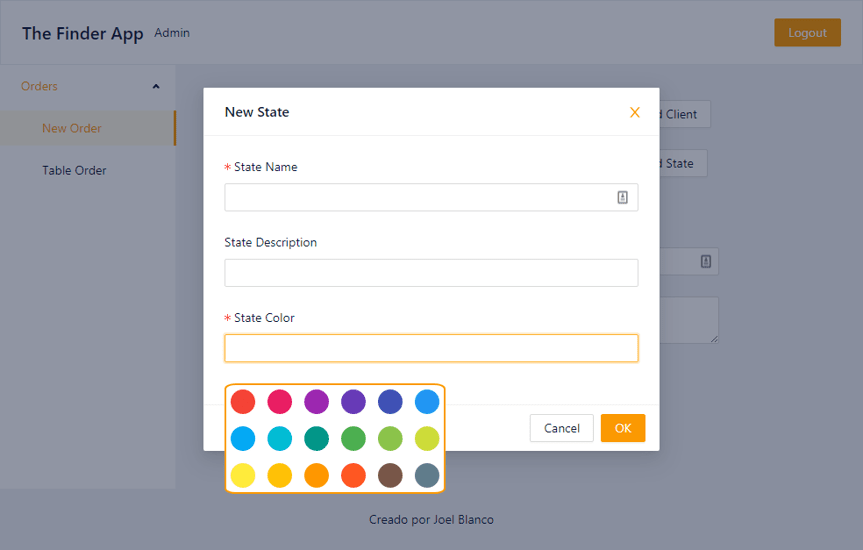 The Finder App Admin
Logout
Orders
New Order
Table Order
d Client
d State
New State
* State Name
State Description
* State Color
Cancel
OK
Creado por Joel Blanco